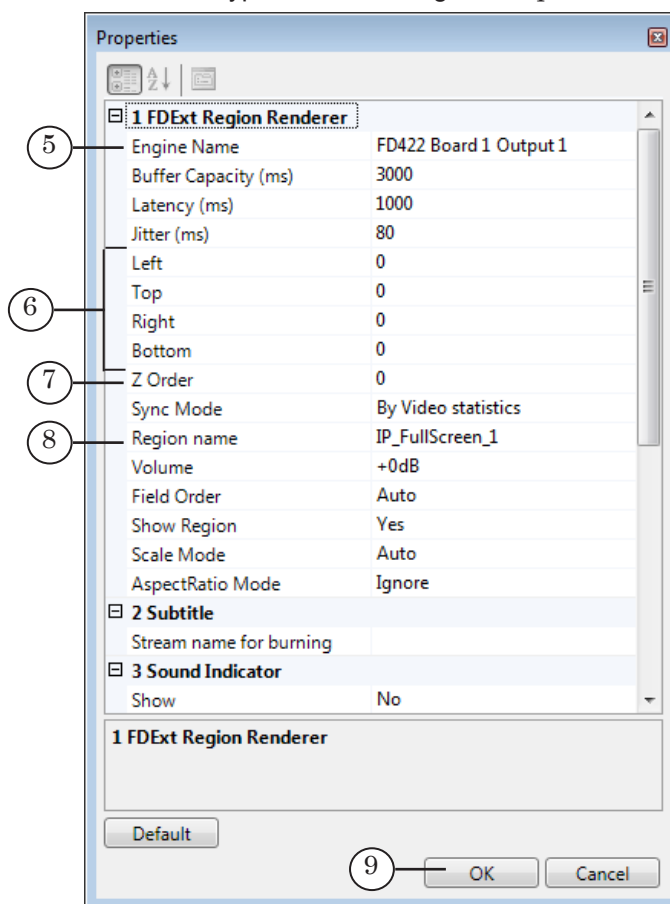 Properties
1 FDExt Region Renderer
5 Engine Name FD422 Board 1 Output 1
Buffer Capacity (ms) 3000
Latency (ms) 1000
Jitter (ms) 80
Left 0
6 Top 0
Right 0
Bottom 0
7 Z Order 0
Sync Mode By Video statistics
8 Region name IP_FullScreen_1
Volume +0dB
Field Order Auto
Show Region Yes
Scale Mode Auto
AspectRatio Mode Ignore
2 Subtitle
Stream name for burning
3 Sound Indicator
Show No
1 FDExt Region Renderer
Default
9 OK Cancel